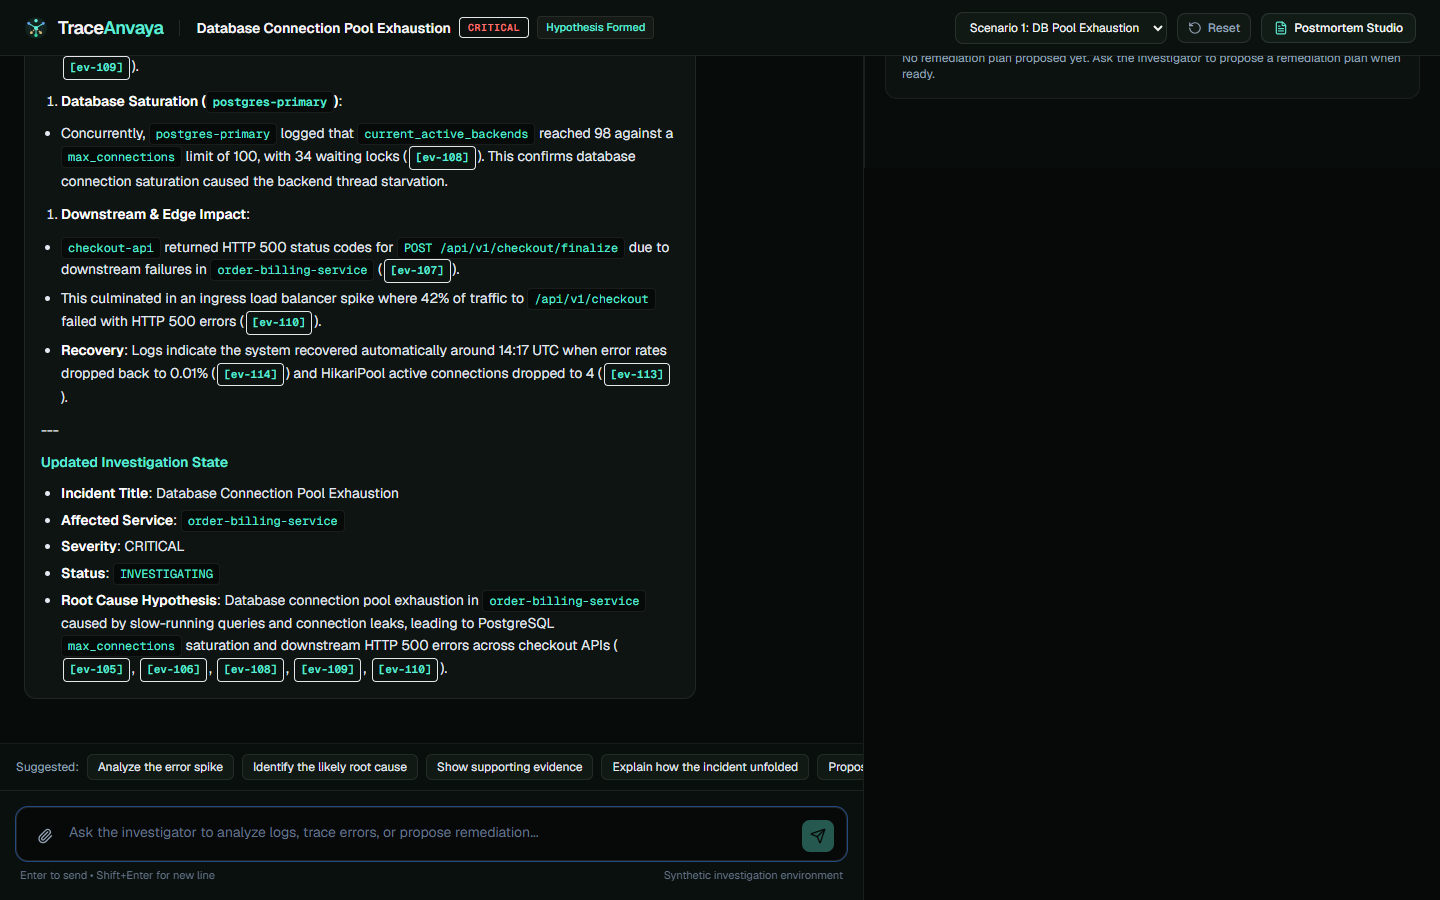 TraceAnvaya
Database Connection Pool Exhaustion
CRITICAL
Hypothesis Formed
Scenario 1: DB Pool Exhaustion
Reset
Postmortem Studio
[ev-109] ).
1. Database Saturation ( postgres-primary ):
• Concurrently, postgres-primary logged that current_active_backends reached 98 against a
max_connections limit of 100, with 34 waiting locks ( [ev-108] ). This confirms database
connection saturation caused the backend thread starvation.
1. Downstream & Edge Impact:
• checkout-api returned HTTP 500 status codes for POST /api/v1/checkout/finalize due to
downstream failures in order-billing-service ( [ev-107] ).
• This culminated in an ingress load balancer spike where 42% of traffic to /api/v1/checkout
failed with HTTP 500 errors ( [ev-110] ).
• Recovery: Logs indicate the system recovered automatically around 14:17 UTC when error rates
dropped back to 0.01% ( [ev-114] ) and HikariPool active connections dropped to 4 ( [ev-113]
).
---
Updated Investigation State
• Incident Title: Database Connection Pool Exhaustion
• Affected Service: order-billing-service
• Severity: CRITICAL
• Status: INVESTIGATING
• Root Cause Hypothesis: Database connection pool exhaustion in order-billing-service
caused by slow-running queries and connection leaks, leading to PostgreSQL
max_connections saturation and downstream HTTP 500 errors across checkout APIs (
[ev-105] , [ev-106] , [ev-108] , [ev-109] , [ev-110] ).
Suggested:
Analyze the error spike
Identify the likely root cause
Show supporting evidence
Explain how the incident unfolded
Propos
Ask the investigator to analyze logs, trace errors, or propose remediation...
Enter to send • Shift+Enter for new line
Synthetic investigation environment
No remediation plan proposed yet. Ask the investigator to propose a remediation plan when
ready.